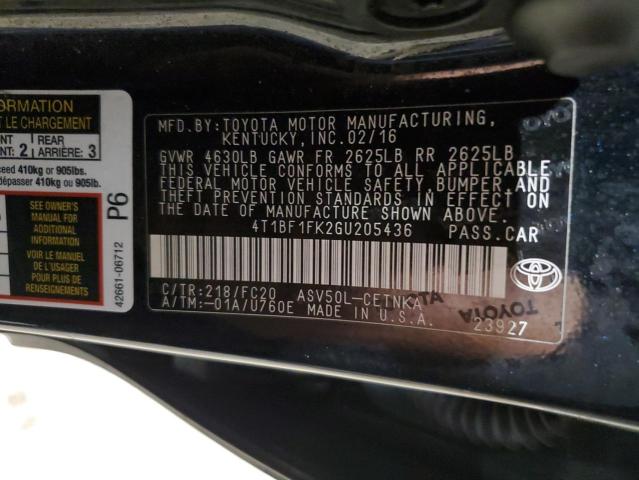 ORMATION
T LE CHARGEMENT
NT : 2 REAR ARRIÈRE: 3
ceed 410kg or 905lbs.
dépasser 410 kg ou 905lb.
SEE OWNER'S
MANUAL FOR
ADDITIONAL
INFORMATION
VOIR LE MANUEL
DE L'USAGER
POUR PLUS DE
RENSEIGNEMENTS
P6
42661-06712
MFD.BY:TOYOTA MOTOR MANUFACTURING,
KENTUCKY,INC.02/16
GVWR 4630LB GAWR FR 2625LB RR 2625LB
THIS VEHICLE CONFORMS TO ALL APPLICABLE
FEDERAL MOTOR VEHICLE SAFETY,BUMPER,AND
THEFT PREVENTION STANDARDS IN EFFECT ON
THE DATE OF MANUFACTURE SHOWN ABOVE.
4T1BF1FK2GU205436 PASS.CAR
C/TR:218/FC20 ASV50L-CETNKA
A/TM:-01A/U760E MADE IN U.S.A.
23927
TOYOTA